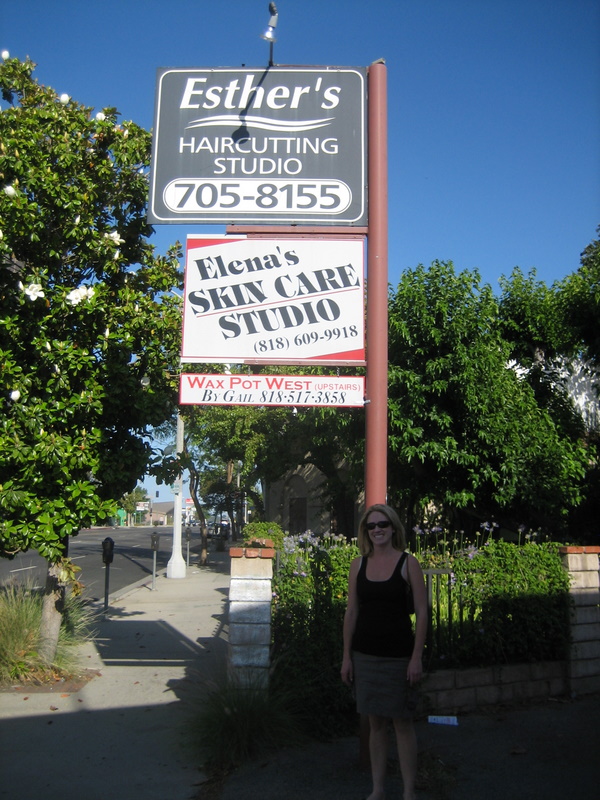 Esther's
HAIRCUTTING
STUDIO
705-8155
Elena's
SKIN CARE
STUDIO
(818) 609-9918
WAX POT WEST (UPSTAIRS)
BY GAIL 818·517·3858